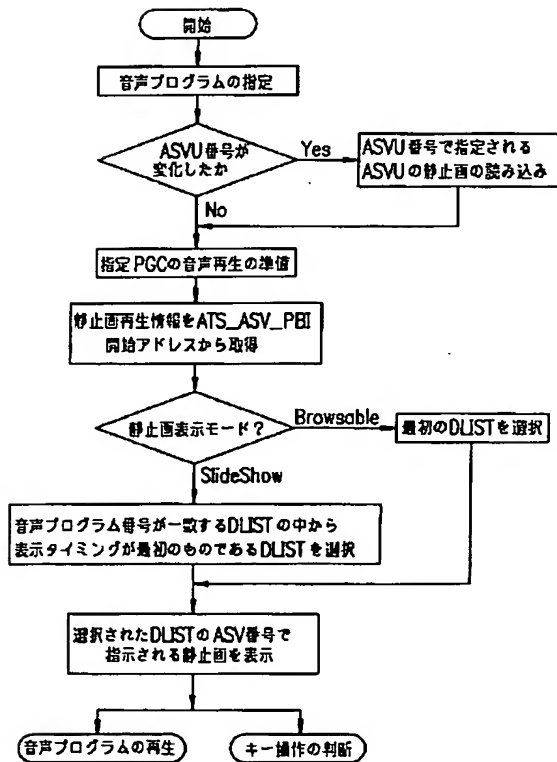 開始
音声プログラムの指定
ASVU番号が
変化したか
Yes
ASVU番号で指定される
ASVUの静止画の読み込み
No
指定PGCの音声再生の準備
静止画再生情報をATS_ASV_PBI
開始アドレスから取得
静止画表示モード?
Browsable
最初のDLISTを選択
SlideShow
音声プログラム番号が一致するDLISTの中から
表示タイミングが最初のものであるDLISTを選択
選択されたDLISTのASV番号で
指示される静止画を表示
音声プログラムの再生
キー操作の判断